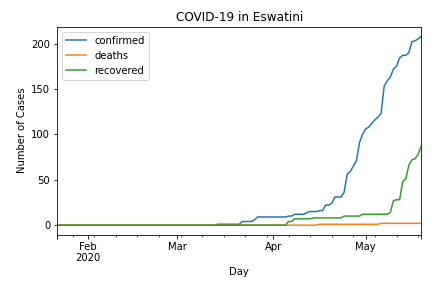 COVID-19 in Eswatini
confirmed
deaths
recovered
Number of Cases
200
150
100
50
0
Feb
2020
Mar
Apr
May
Day